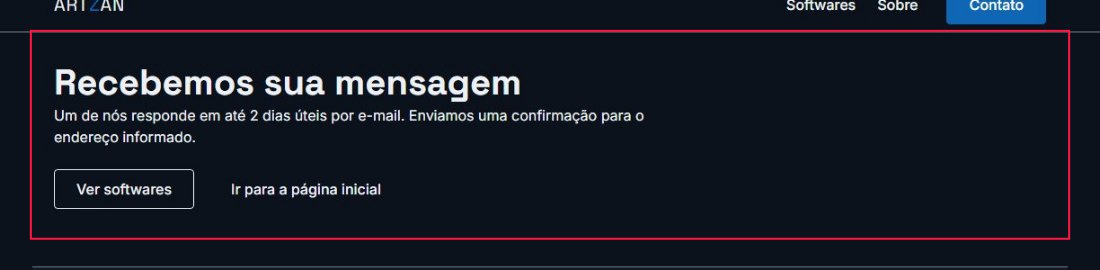 ARTZAN
Softwares Sobre Contato
Recebemos sua mensagem
Um de nós responde em até 2 dias úteis por e-mail. Enviamos uma confirmação para o
endereço informado.
Ver softwares Ir para a página inicial